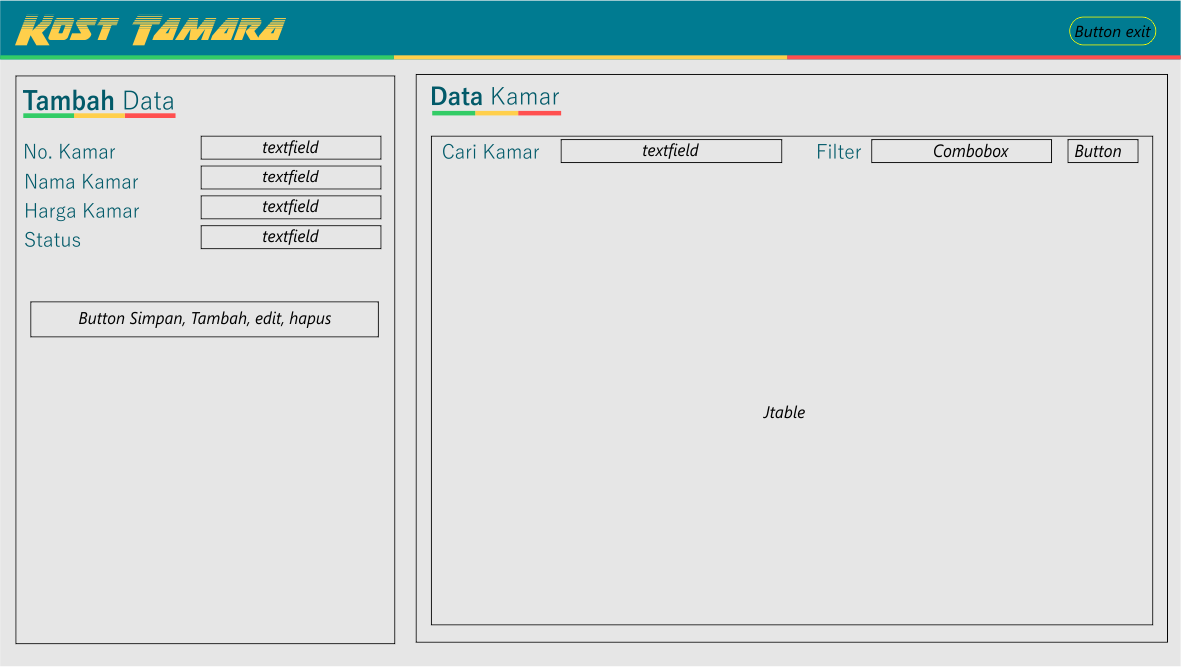 Kost Tamara
Button exit
Tambah Data
No. Kamar textfield
Nama Kamar textfield
Harga Kamar textfield
Status textfield
Button Simpan, Tambah, edit, hapus
Data Kamar
Cari Kamar textfield Filter Combobox Button
Jtable